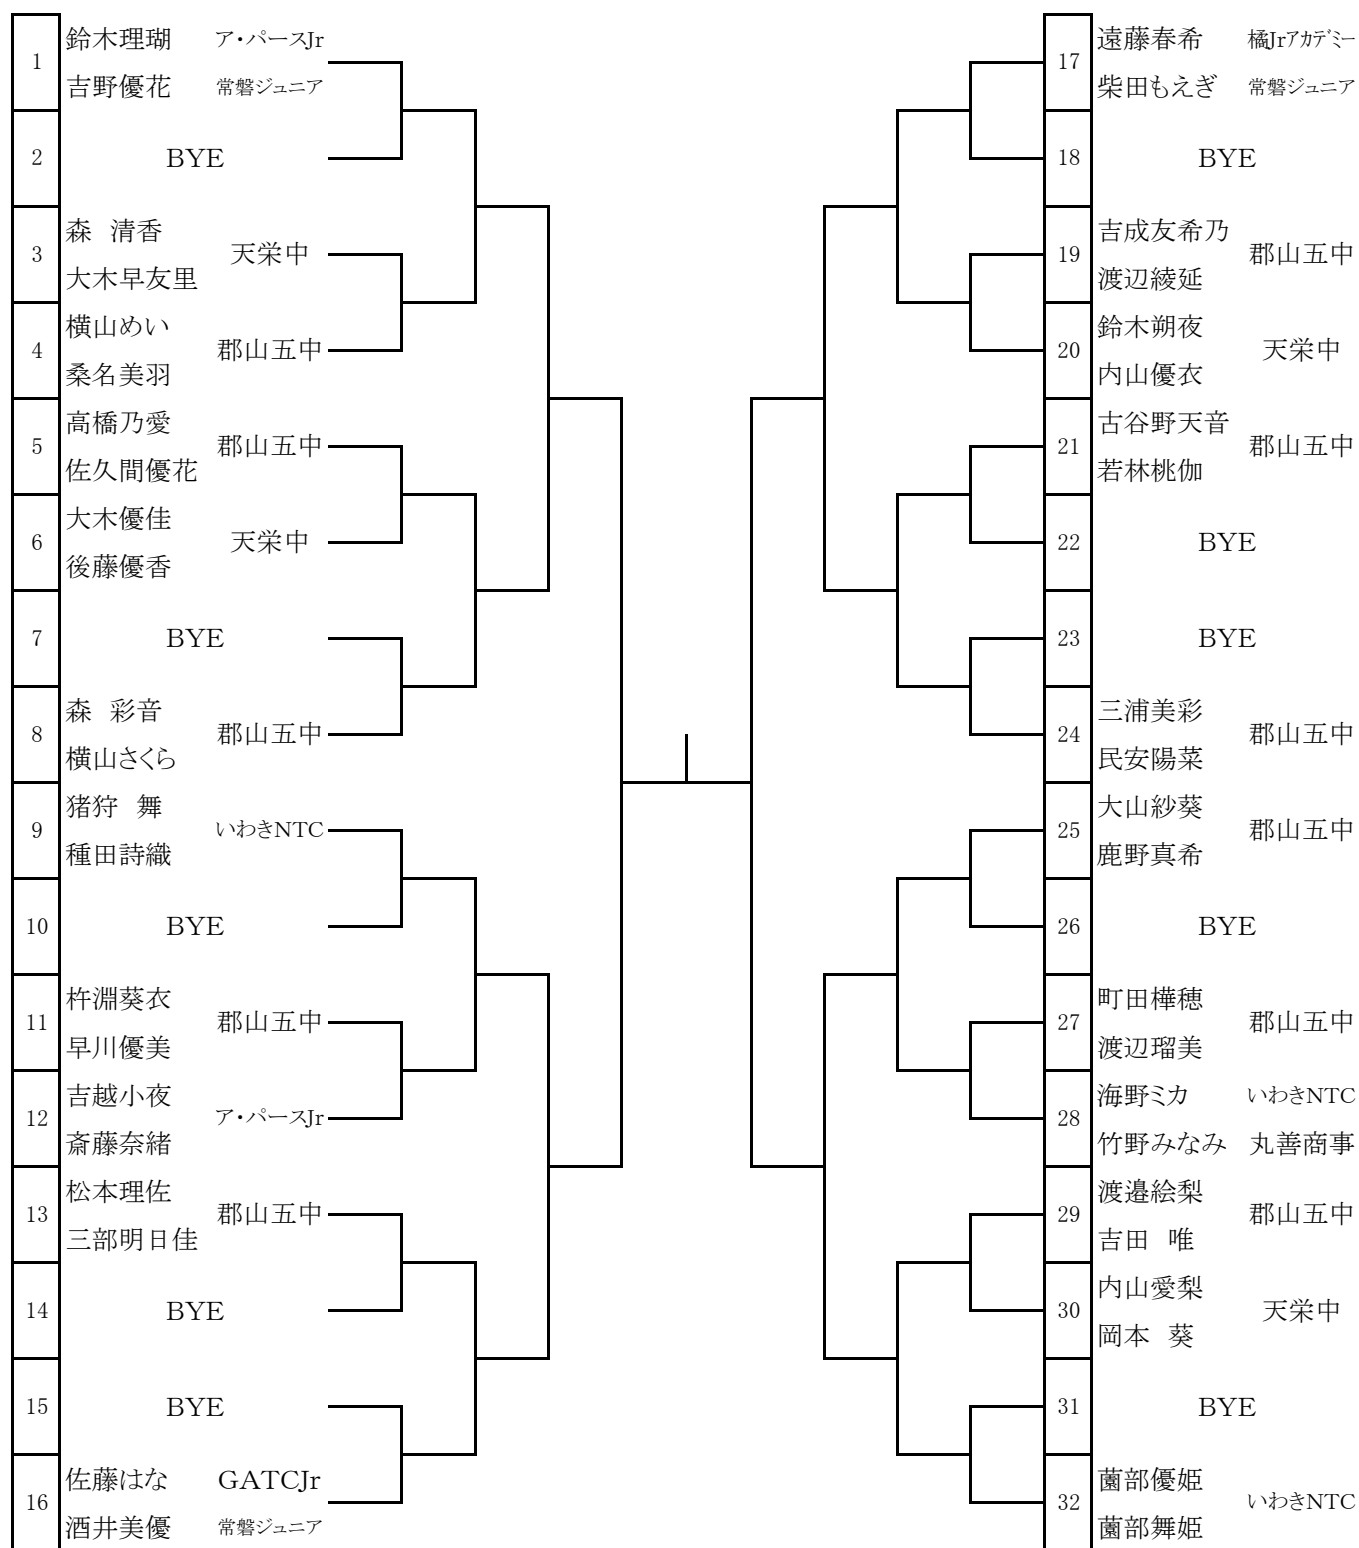 1
鈴木理瑚 ア・パースJr
吉野優花 常磐ジュニア
2
BYE
3
森 清香
大木早友里
天栄中
4
横山めい
桑名美羽
郡山五中
5
高橋乃愛
佐久間優花
郡山五中
6
大木優佳
後藤優香
天栄中
7
BYE
8
森 彩音
横山さくら
郡山五中
9
猪狩 舞
種田詩織
いわきNTC
10
BYE
11
杵淵葵衣
早川優美
郡山五中
12
吉越小夜
斎藤奈緒
ア・パースJr
13
松本理佐
三部明日佳
郡山五中
14
BYE
15
BYE
16
佐藤はな GATCJr
酒井美優 常磐ジュニア
17
遠藤春希 橘Jrアカデミー
柴田もえぎ 常磐ジュニア
18
BYE
19
吉成友希乃
渡辺綾延
郡山五中
20
鈴木朔夜
内山優衣
天栄中
21
古谷野天音
若林桃伽
郡山五中
22
BYE
23
BYE
24
三浦美彩
民安陽菜
郡山五中
25
大山紗葵
鹿野真希
郡山五中
26
BYE
27
町田樺穂
渡辺瑠美
郡山五中
28
海野ミカ いわきNTC
竹野みなみ 丸善商事
29
渡邉絵梨
吉田 唯
郡山五中
30
内山愛梨
岡本 葵
天栄中
31
BYE
32
薗部優姫
薗部舞姫
いわきNTC